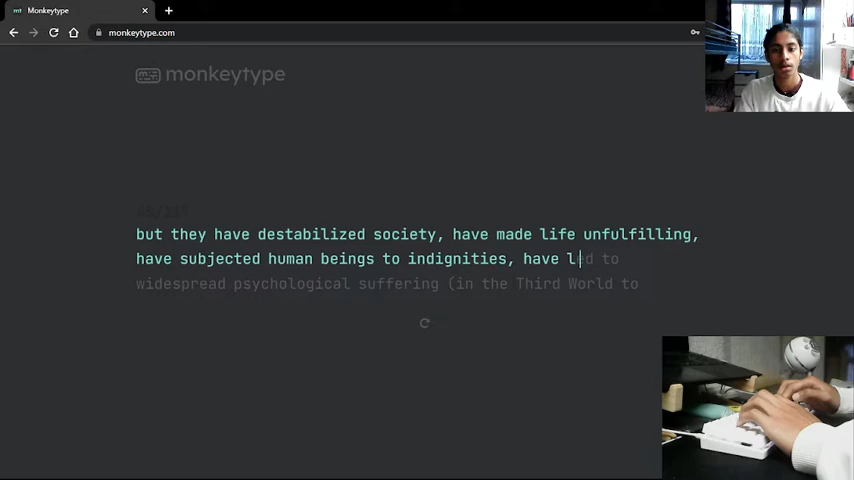 mt Monkeytype
monkeytype.com
monkeytype
but they have destabilized society, have made life unfulfilling,
have subjected human beings to indignities, have led to
widespread psychological suffering (in the Third World to